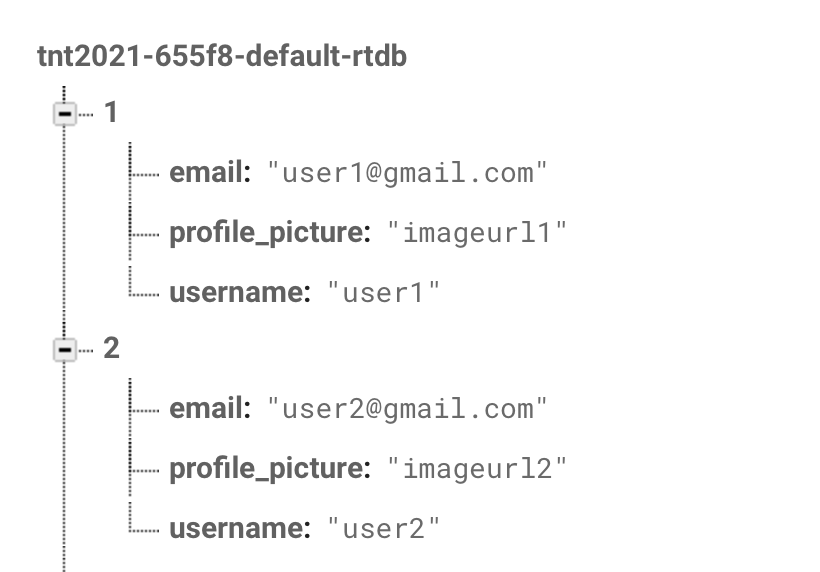 tnt2021-655f8-default-rtdb
1
email: "user1@gmail.com"
profile_picture: "imageurl1"
username: "user1"
2
email: "user2@gmail.com"
profile_picture: "imageurl2"
username: "user2"